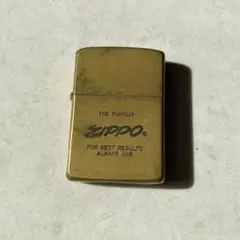 THE FAMOUS
ZIPPO®
FOR BEST RESULTS
ALWAYS USE